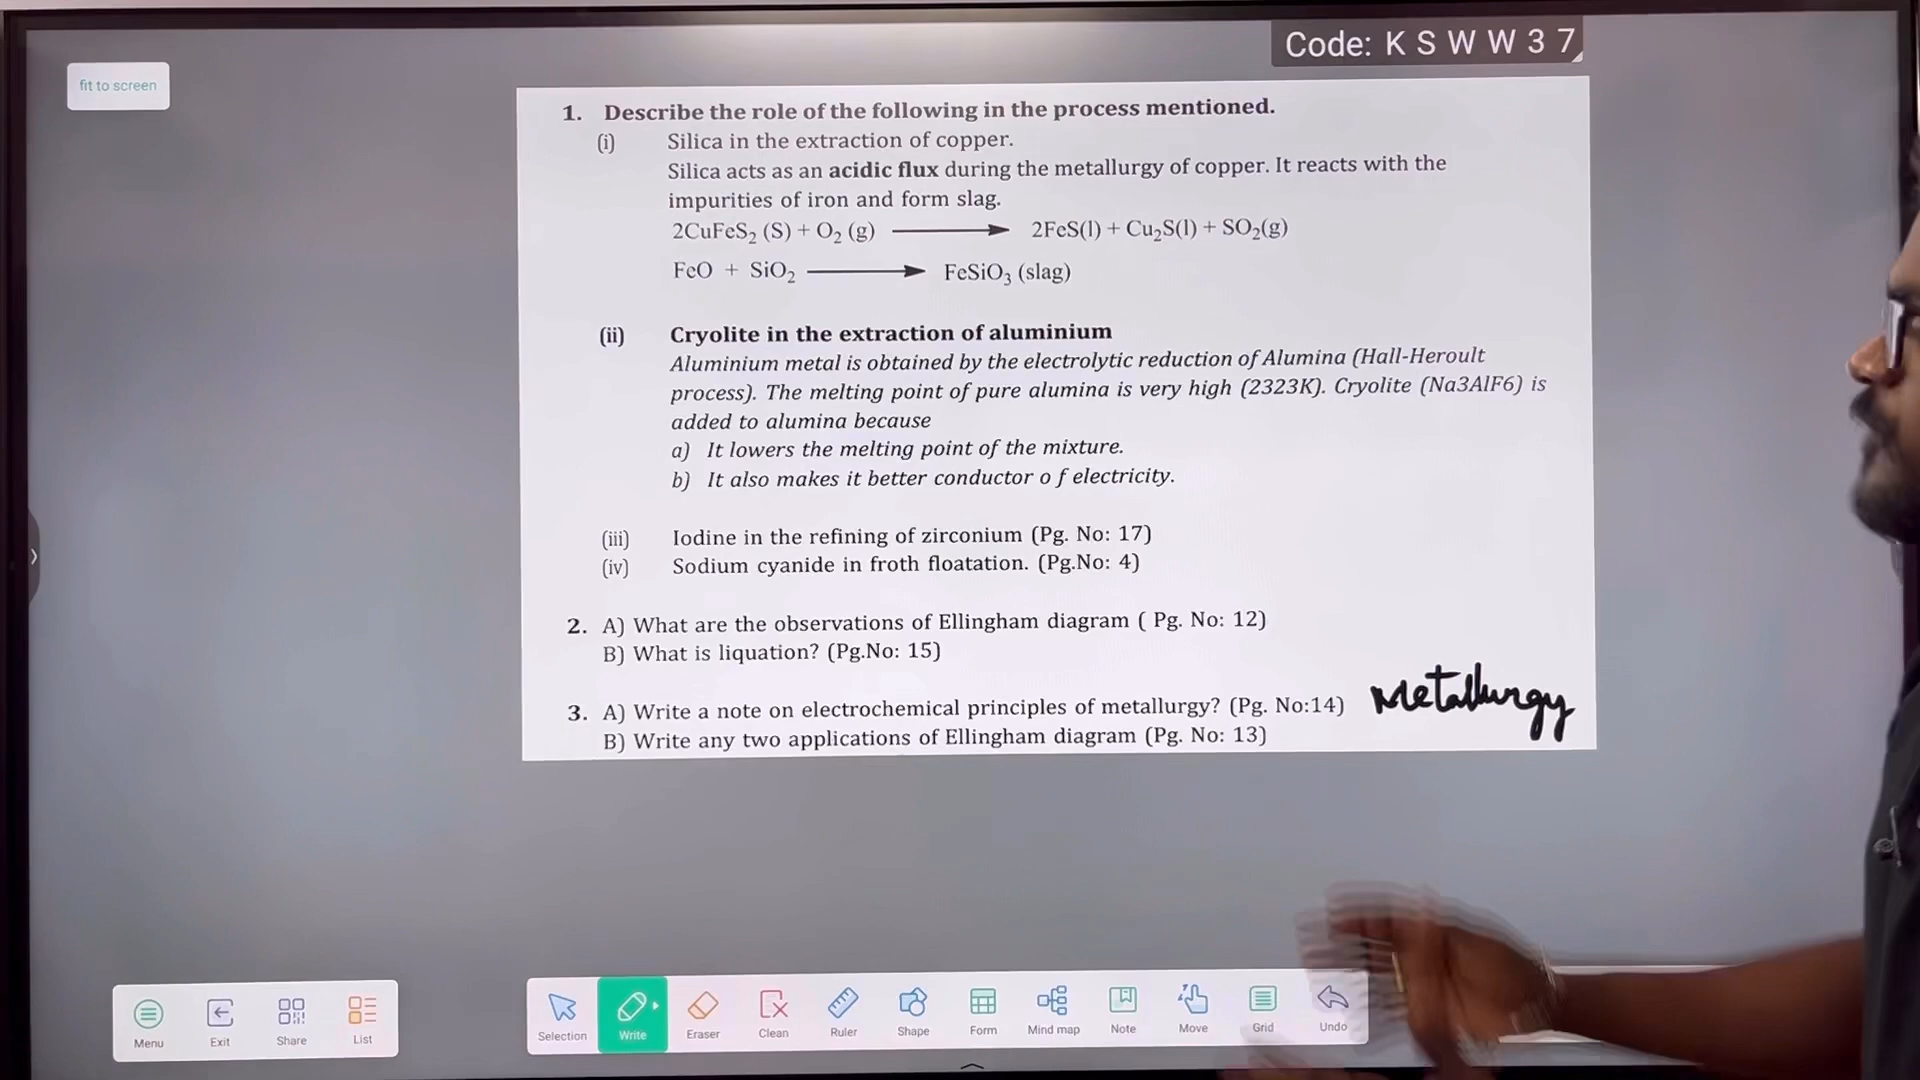 Code: K S W W 3 7
fit to screen
1. Describe the role of the following in the process mentioned.
(i) Silica in the extraction of copper.
Silica acts as an acidic flux during the metallurgy of copper. It reacts with the
impurities of iron and form slag.
2CuFeS₂ (S) + O₂ (g) ⟶ 2FeS(l) + Cu₂S(l) + SO₂(g)
FeO + SiO₂ ⟶ FeSiO₃ (slag)
(ii) Cryolite in the extraction of aluminium
Aluminium metal is obtained by the electrolytic reduction of Alumina (Hall-Heroult
process). The melting point of pure alumina is very high (2323K). Cryolite (Na3AlF6) is
added to alumina because
a) It lowers the melting point of the mixture.
b) It also makes it better conductor o f electricity.
(iii) Iodine in the refining of zirconium (Pg. No: 17)
(iv) Sodium cyanide in froth floatation. (Pg.No: 4)
2. A) What are the observations of Ellingham diagram ( Pg. No: 12)
B) What is liquation? (Pg.No: 15)
3. A) Write a note on electrochemical principles of metallurgy? (Pg. No:14)
Metallurgy
B) Write any two applications of Ellingham diagram (Pg. No: 13)
Menu Exit Share List
Selection Write Eraser Clean Ruler Shape Form Mind map Note Move Grid Undo